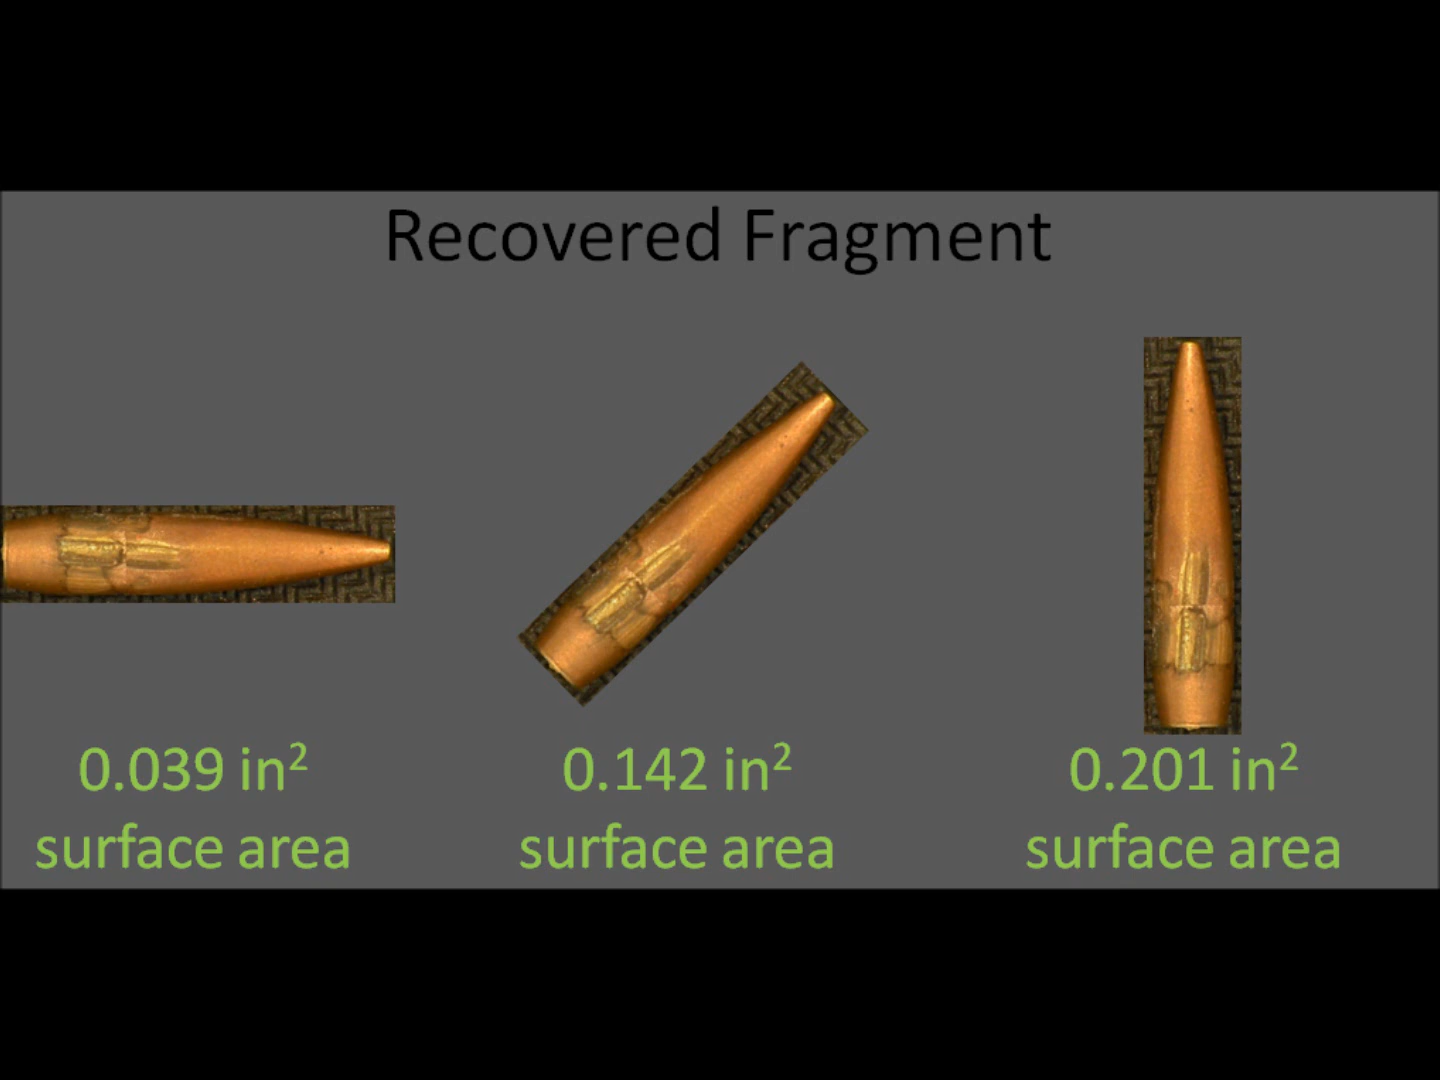 Recovered Fragment
0.039 in²
surface area
0.142 in²
surface area
0.201 in²
surface area